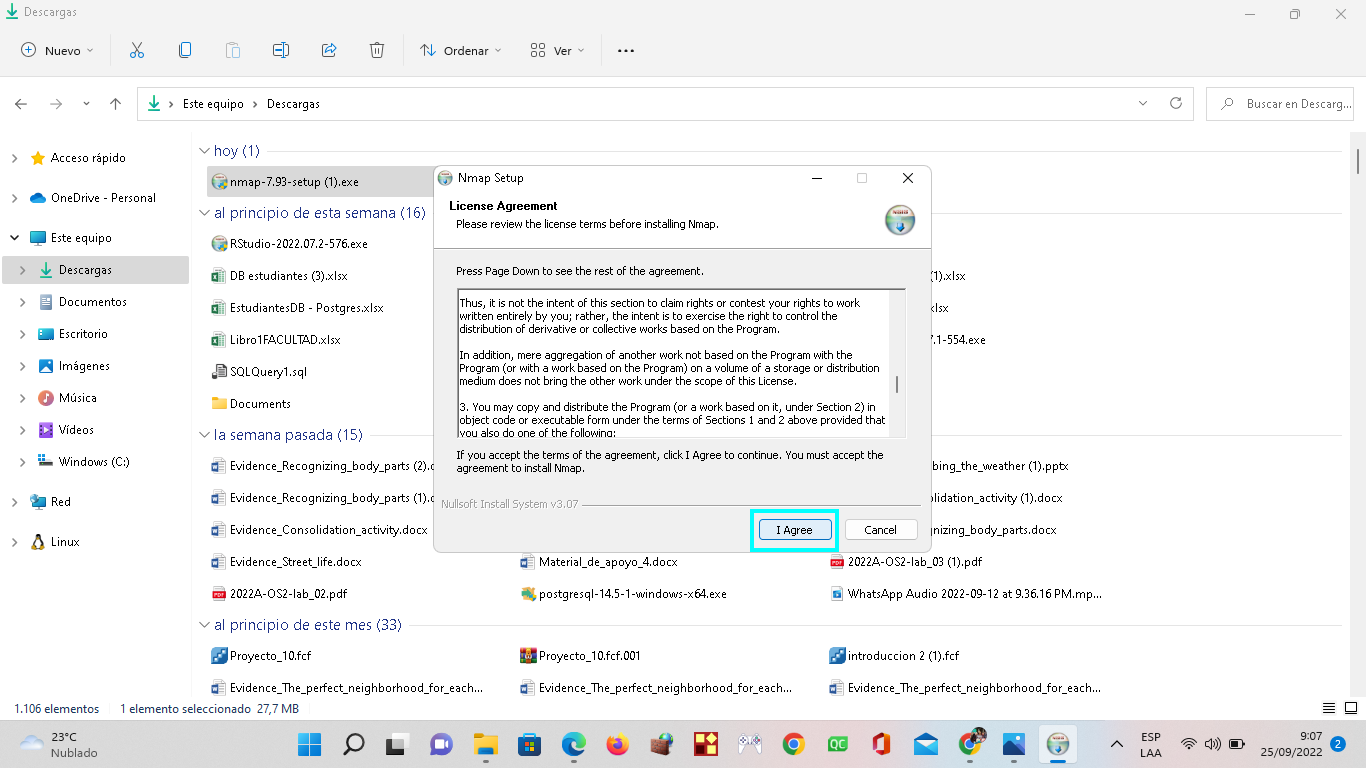 Descargas
Nuevo
Ordenar
Ver
Este equipo
Descargas
Buscar en Descarg...
Acceso rápido
OneDrive - Personal
Este equipo
Descargas
Documentos
Escritorio
Imágenes
Música
Vídeos
Windows (C:)
Red
Linux
hoy (1)
nmap-7.93-setup (1).exe
al principio de esta semana (16)
RStudio-2022.07.2-576.exe
DB estudiantes (3).xlsx
(1).xlsx
EstudiantesDB - Postgres.xlsx
xlsx
Libro1FACULTAD.xlsx
7.1-554.exe
SQLQuery1.sql
Documents
la semana pasada (15)
Evidence_Recognizing_body_parts (2).c
bing_the_weather (1).pptx
Evidence_Recognizing_body_parts (1).c
lidation_activity (1).docx
Evidence_Consolidation_activity.docx
gnizing_body_parts.docx
Evidence_Street_life.docx
Material_de_apoyo_4.docx
2022A-OS2-lab_03 (1).pdf
2022A-OS2-lab_02.pdf
postgresql-14.5-1-windows-x64.exe
WhatsApp Audio 2022-09-12 at 9.36.16 PM.mp...
al principio de este mes (33)
Proyecto_10.fcf
Proyecto_10.fcf.001
introduccion 2 (1).fcf
Evidence_The_perfect_neighborhood_for_each...
Evidence_The_perfect_neighborhood_for_each...
Evidence_The_perfect_neighborhood_for_each...
Nmap Setup
License Agreement
Please review the license terms before installing Nmap.
Press Page Down to see the rest of the agreement.
Thus, it is not the intent of this section to claim rights or contest your rights to work
written entirely by you; rather, the intent is to exercise the right to control the
distribution of derivative or collective works based on the Program.
In addition, mere aggregation of another work not based on the Program with the
Program (or with a work based on the Program) on a volume of a storage or distribution
medium does not bring the other work under the scope of this License.
3. You may copy and distribute the Program (or a work based on it, under Section 2) in
object code or executable form under the terms of Sections 1 and 2 above provided that
you also do one of the following:
If you accept the terms of the agreement, click I Agree to continue. You must accept the
agreement to install Nmap.
Nullsoft Install System v3.07
I Agree
Cancel
1.106 elementos
1 elemento seleccionado 27,7 MB
23°C
Nublado
QC
ESP
LAA
9:07
25/09/2022
2